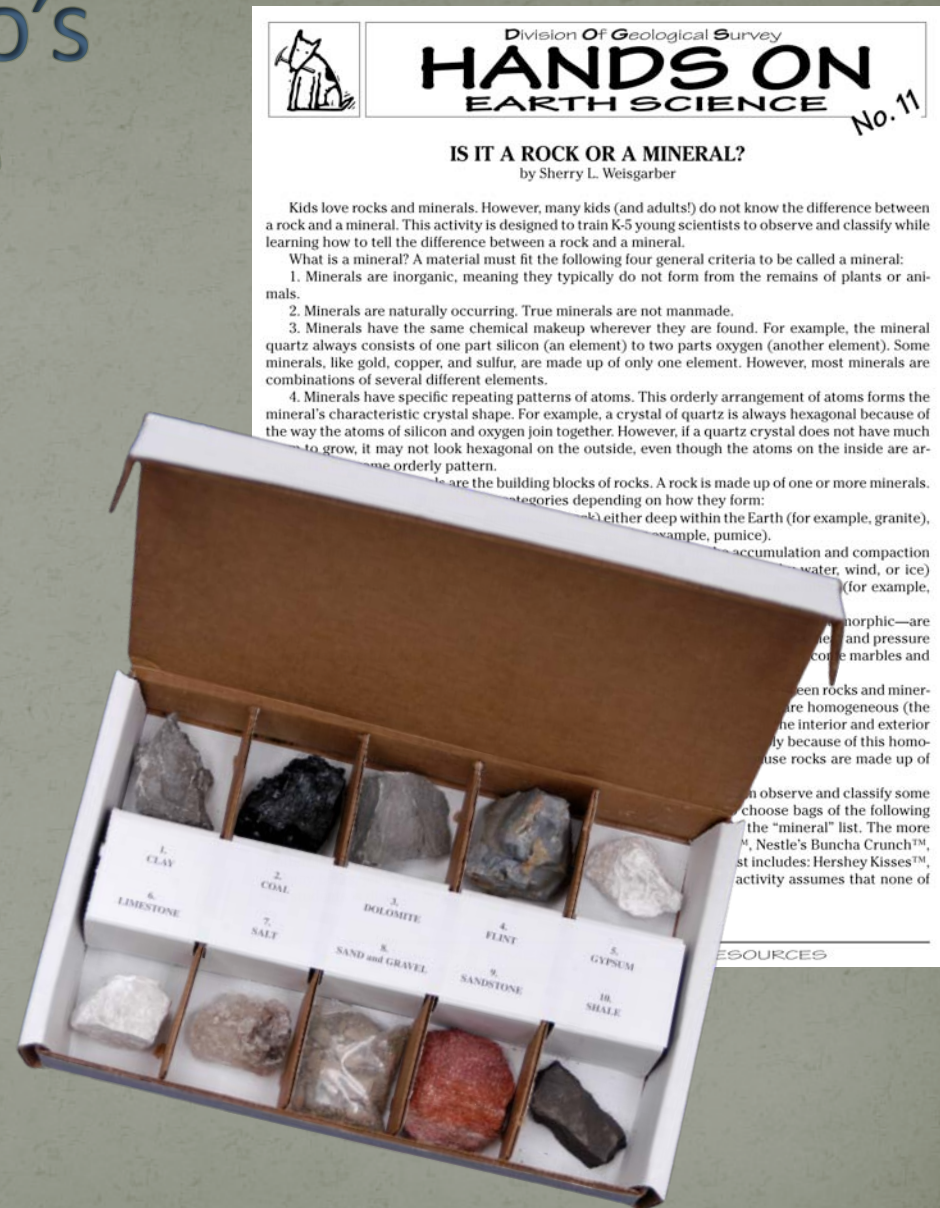 o's
Division Of Geological Survey
HANDS ON
EARTH SCIENCE
No. 11
IS IT A ROCK OR A MINERAL?
by Sherry L. Weisgarber
Kids love rocks and minerals. However, many kids (and adults!) do not know the difference between
a rock and a mineral. This activity is designed to train K-5 young scientists to observe and classify while
learning how to tell the difference between a rock and a mineral.
What is a mineral? A material must fit the following four general criteria to be called a mineral:
1. Minerals are inorganic, meaning they typically do not form from the remains of plants or ani-
mals.
2. Minerals are naturally occurring. True minerals are not manmade.
3. Minerals have the same chemical makeup wherever they are found. For example, the mineral
quartz always consists of one part silicon (an element) to two parts oxygen (another element). Some
minerals, like gold, copper, and sulfur, are made up of only one element. However, most minerals are
combinations of several different elements.
4. Minerals have specific repeating patterns of atoms. This orderly arrangement of atoms forms the
mineral's characteristic crystal shape. For example, a crystal of quartz is always hexagonal because of
the way the atoms of silicon and oxygen join together. However, if a quartz crystal does not have much
to grow, it may not look hexagonal on the outside, even though the atoms on the inside are ar-
orderly pattern.
are the building blocks of rocks. A rock is made up of one or more minerals.
depending on how they form:
either deep within the Earth (for example, granite),
example, pumice).
accumulation and compaction
water, wind, or ice)
(for example,
morphic—are
and pressure
marbles and
rocks and miner-
are homogeneous (the
interior and exterior
because of this homo-
rocks are made up of
observe and classify some
choose bags of the following
the "mineral" list. The more
™, Nestle's Buncha Crunch™,
includes: Hershey Kisses™,
activity assumes that none of
ESOURCES
1.
CLAY
2.
COAL
3.
DOLOMITE
4.
FLINT
5.
GYPSUM
6.
LIMESTONE
7.
SALT
8.
SAND and GRAVEL
9.
SANDSTONE
10.
SHALE